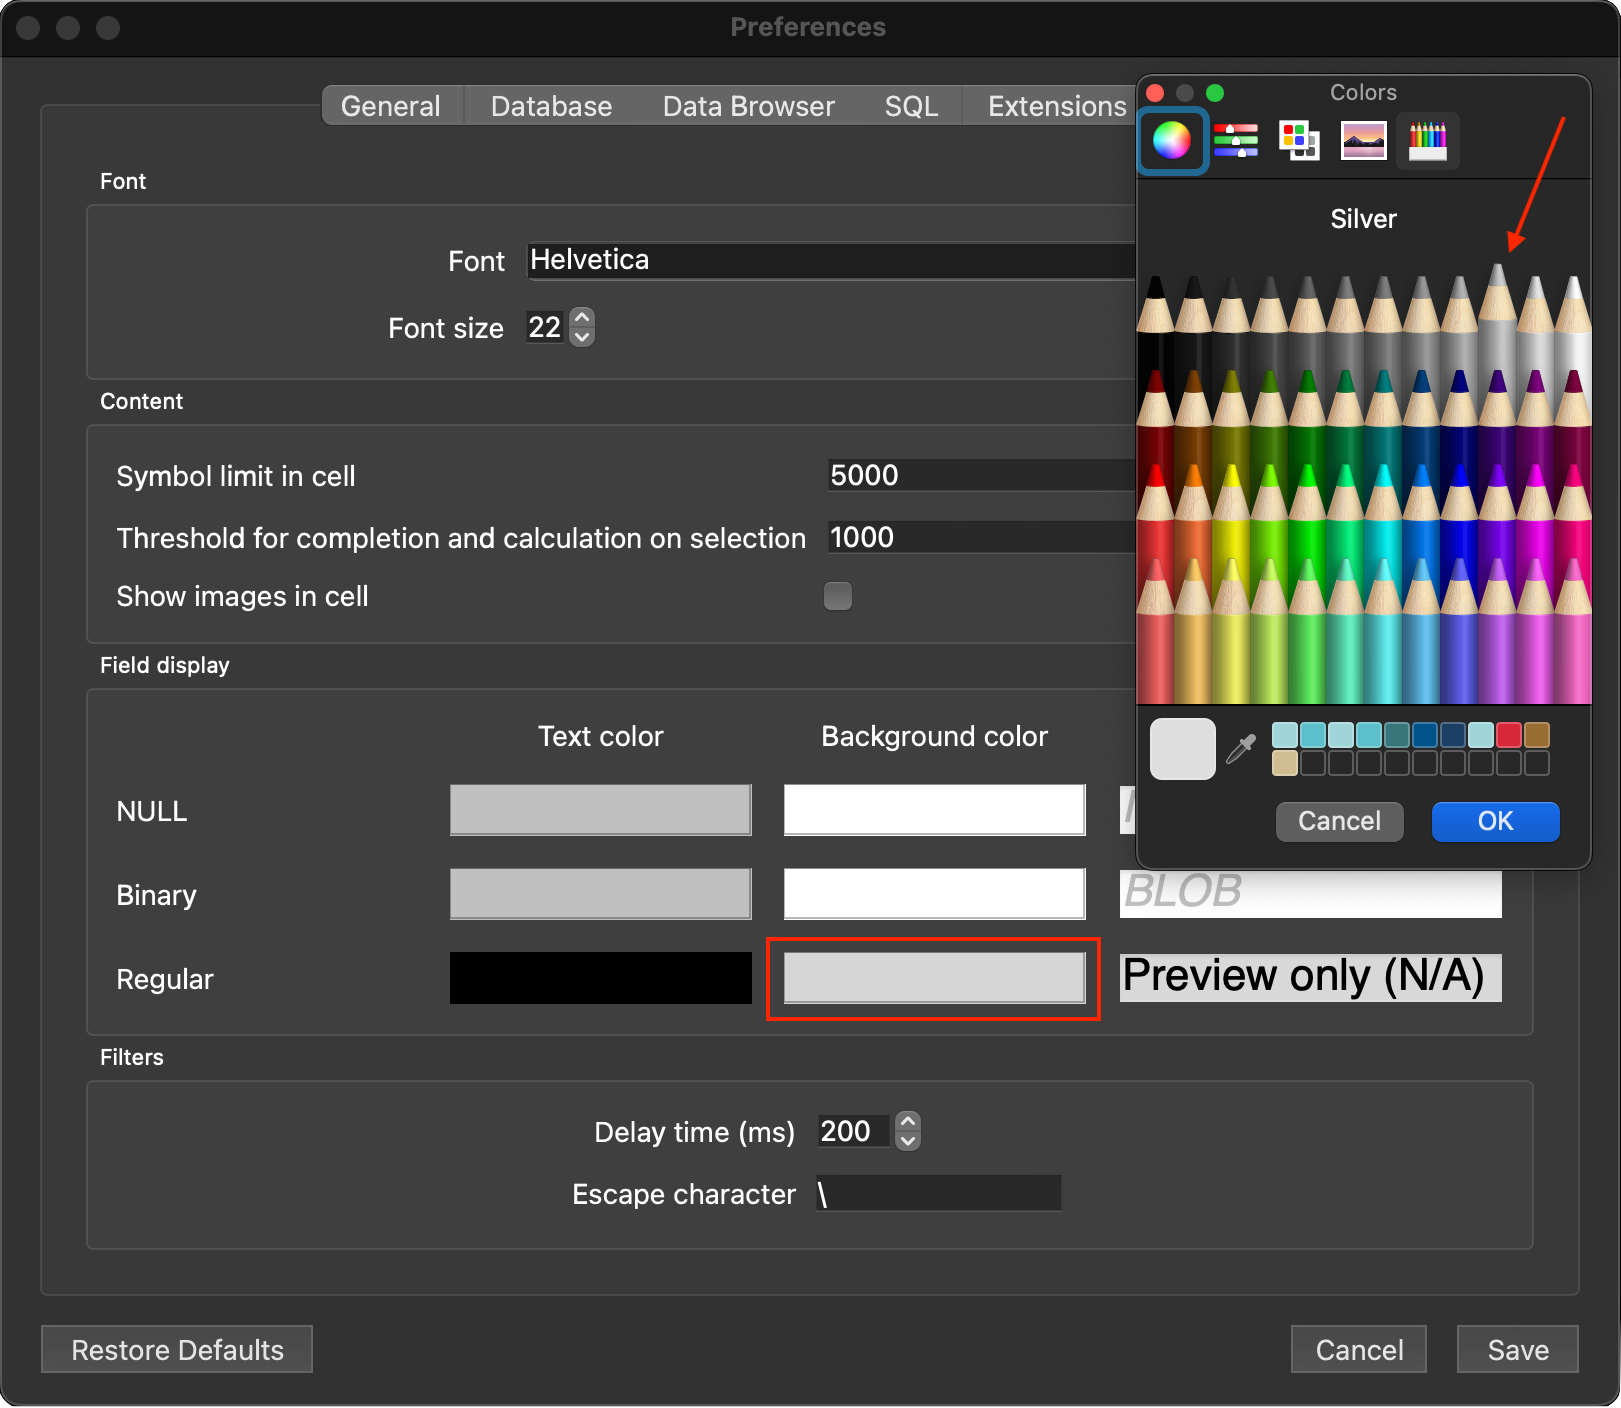 Preferences
General Database Data Browser SQL Extensions
Colors
Silver
Font
Font Helvetica
Font size 22
Content
Symbol limit in cell 5000
Threshold for completion and calculation on selection 1000
Show images in cell
Field display
Text color Background color
NULL
Cancel OK
Binary BLOB
Regular Preview only (N/A)
Filters
Delay time (ms) 200
Escape character \
Restore Defaults Cancel Save